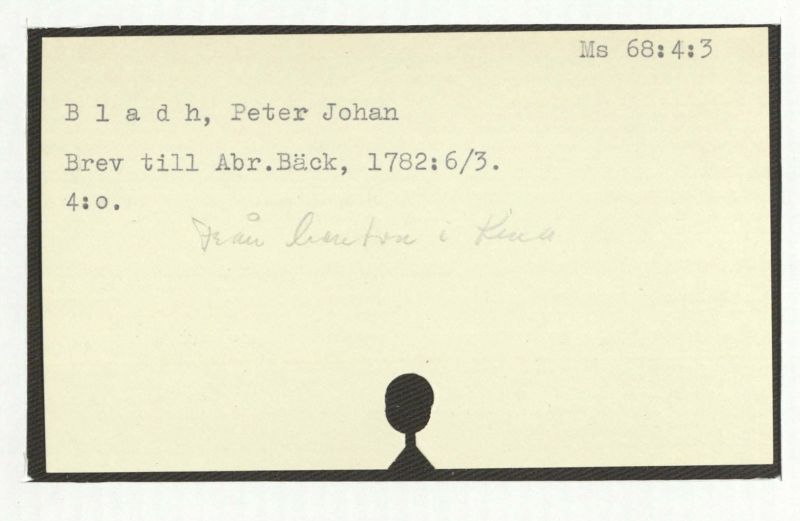 Ms 68:4:3
B l a d h, Peter Johan
Brev till Abr.Bäck, 1782:6/3.
4:o.
Från Canton i Kina